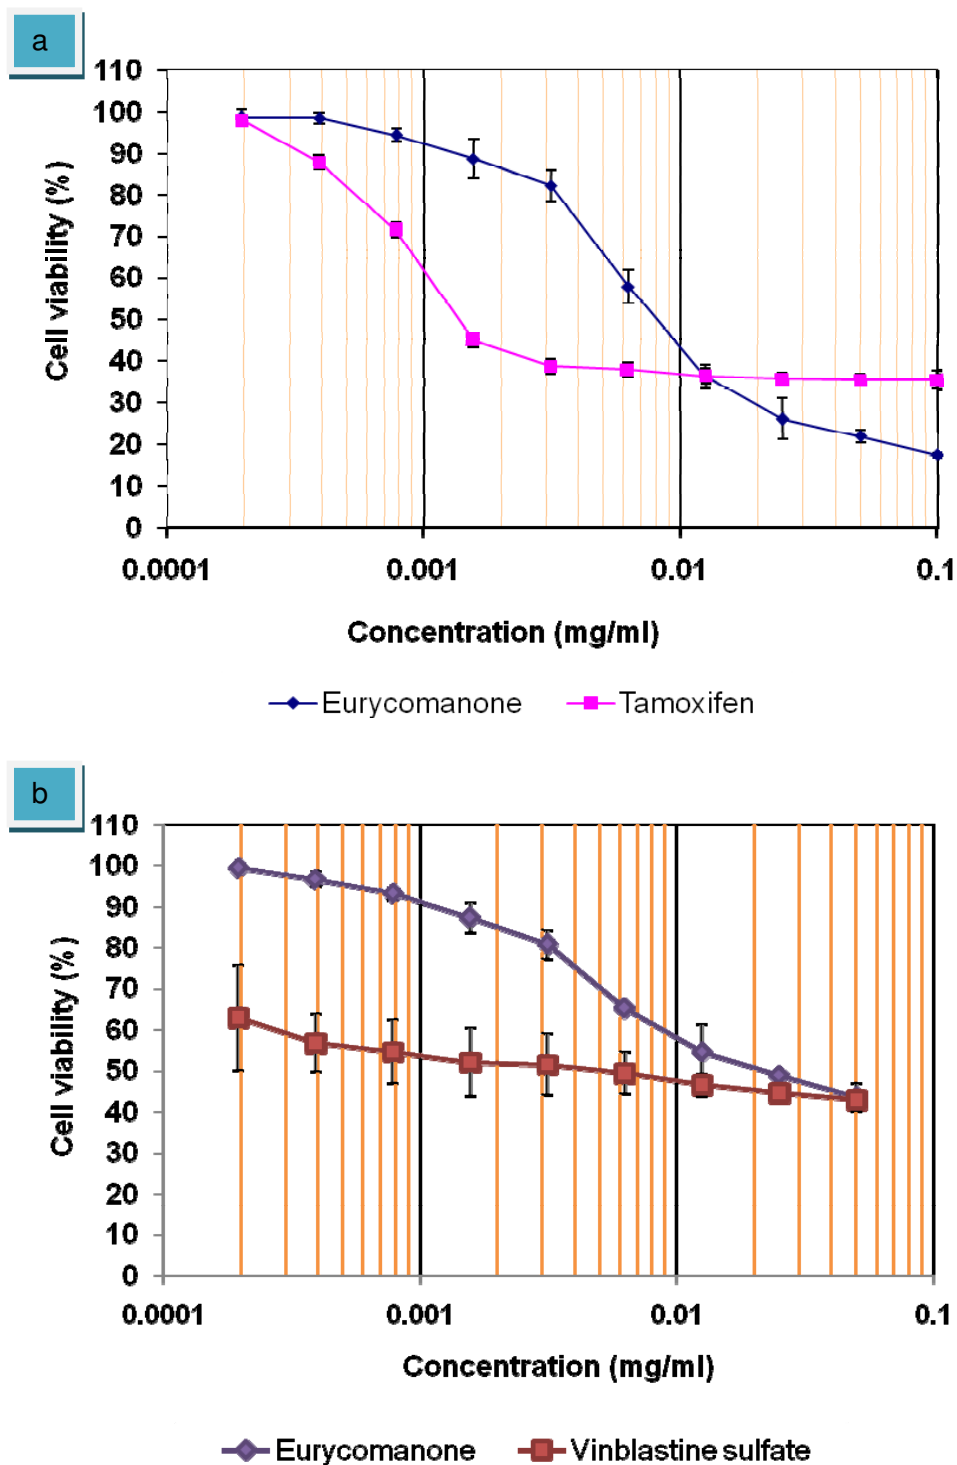 a
110
100
90
80
70
60
50
40
30
20
10
0
Cell viability (%)
0.0001 0.001 0.01 0.1
Concentration (mg/ml)
Eurycomanone Tamoxifen
b
110
100
90
80
70
60
50
40
30
20
10
0
Cell viability (%)
0.0001 0.001 0.01 0.1
Concentration (mg/ml)
Eurycomanone Vinblastine sulfate